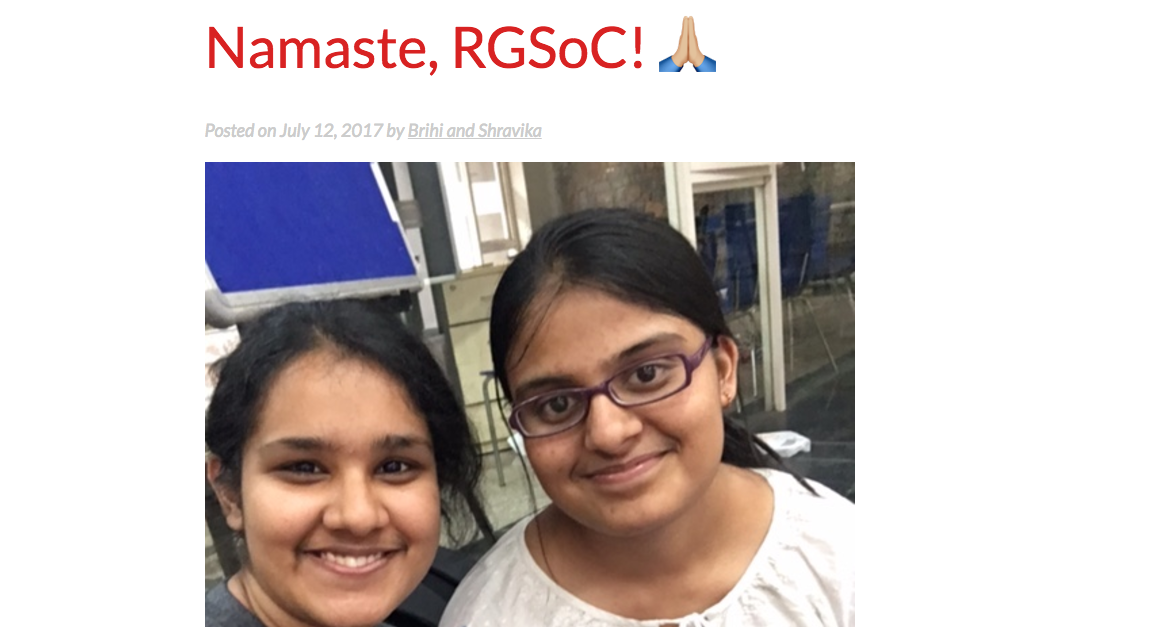 Namaste, RGSoC! 🙏🏼
Posted on July 12, 2017 by Brihi and Shravika